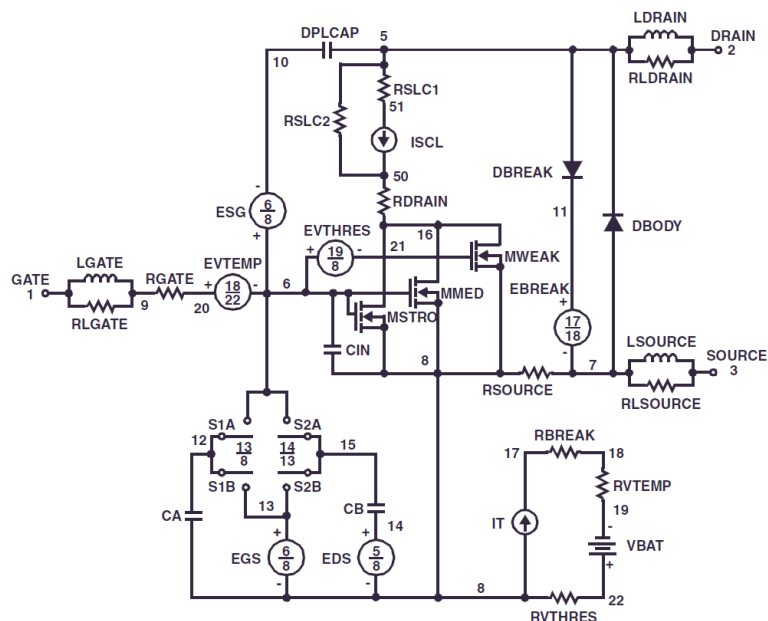 DPLCAP
5
LDRAIN
DRAIN
2
10
RLDRAIN
RSLC1
51
RSLC2
ISCL
50
DBREAK
RDRAIN
ESG
-
6
8
+
EVTHRES
+
19
8
-
21
16
11
DBODY
MWEAK
LGATE
GATE
1
RGATE
EVTEMP
+
18
22
-
6
MMED
EBREAK
+
17
18
-
RLGATE
9
20
MSTRO
LSOURCE
CIN
8
7
SOURCE
3
RSOURCE
RLSOURCE
S1A
S2A
12
13
8
14
13
15
RBREAK
17
18
S1B
S2B
RVTEMP
13
CB
19
CA
14
IT
-
VBAT
+
EGS
+
6
8
-
EDS
+
5
8
-
8
22
RVTHRES